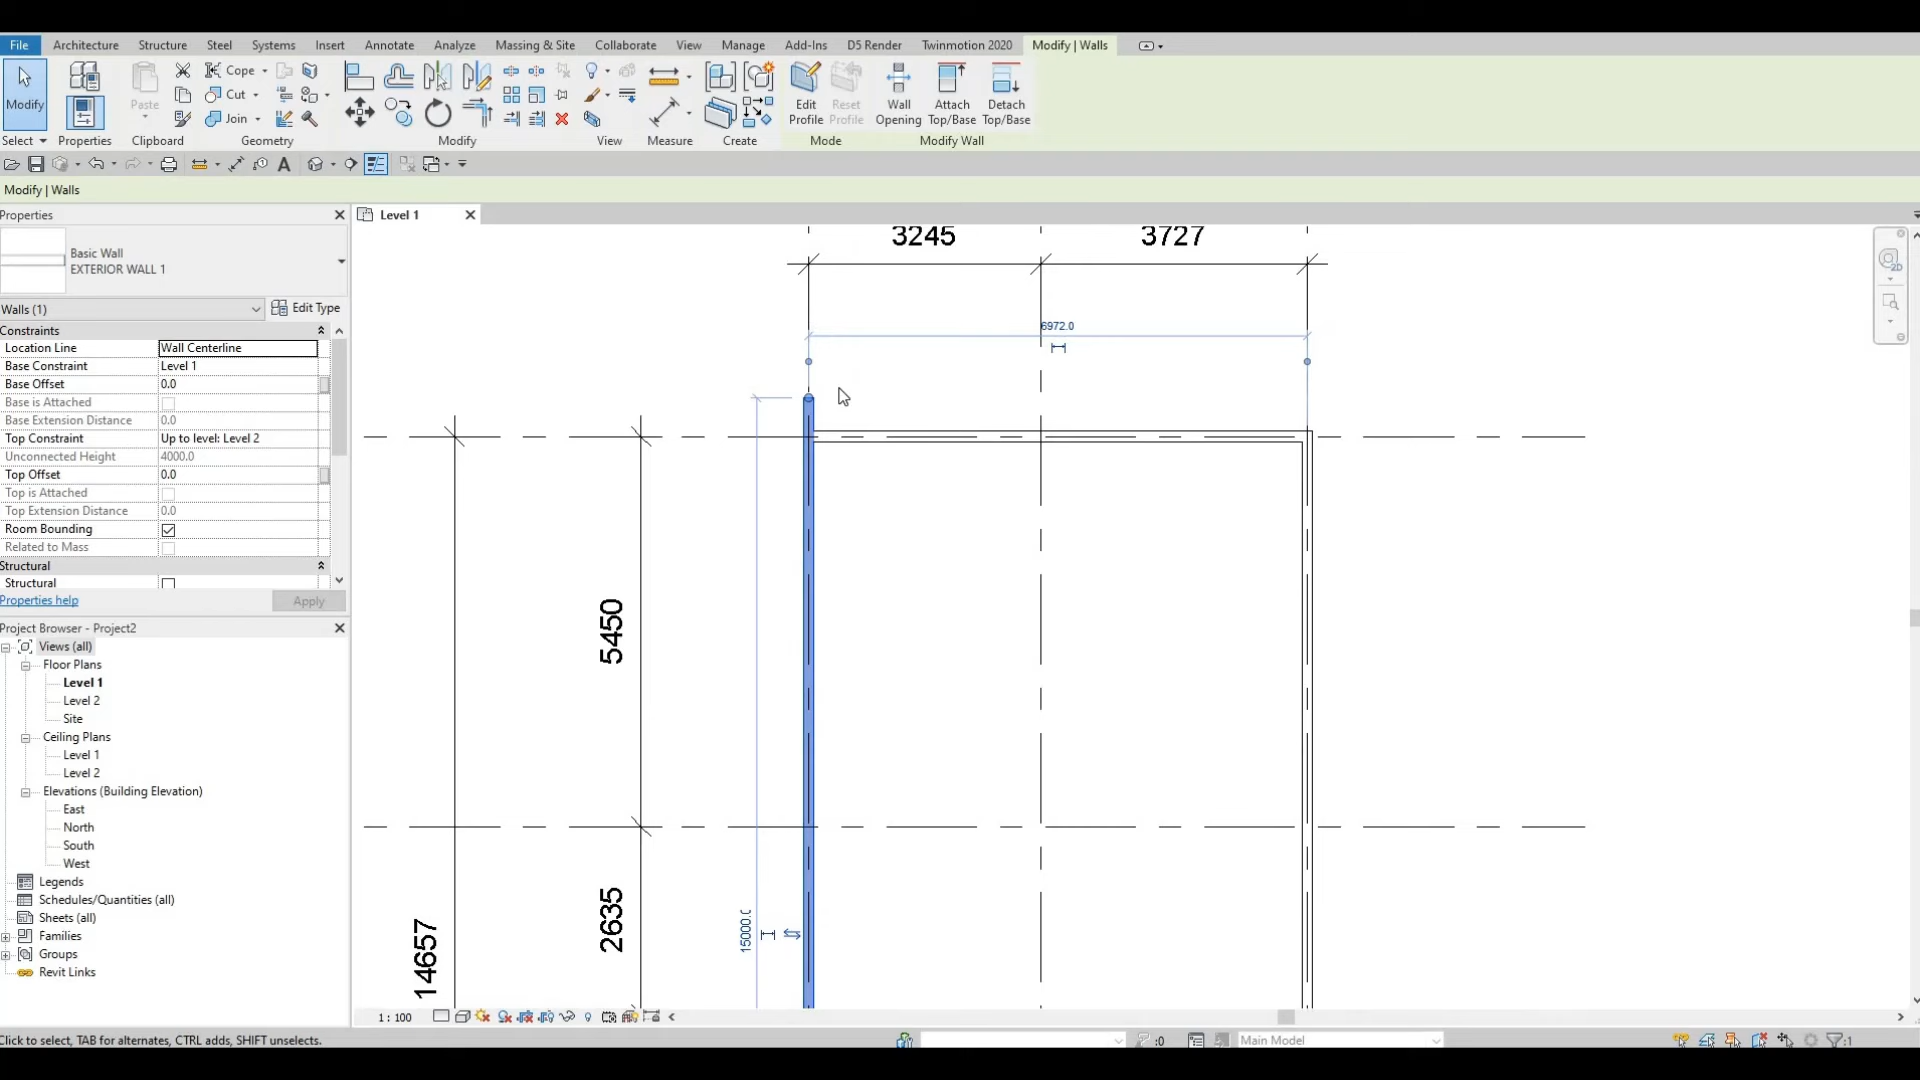 File Architecture Structure Steel Systems Insert Annotate Analyze Massing & Site Collaborate View Manage Add-Ins D5 Render Twinmotion 2020 Modify | Walls
Modify
Select
Properties
Paste
Clipboard
Cope
Cut
Join
Geometry
Modify
View
Measure
Create
Edit Profile
Reset Profile
Mode
Wall Opening
Attach Top/Base
Detach Top/Base
Modify Wall
A
Modify | Walls
Properties
Basic Wall
EXTERIOR WALL 1
Walls (1)
Edit Type
Constraints
Location Line Wall Centerline
Base Constraint Level 1
Base Offset 0.0
Base is Attached
Base Extension Distance 0.0
Top Constraint Up to level: Level 2
Unconnected Height 4000.0
Top Offset 0.0
Top is Attached
Top Extension Distance 0.0
Room Bounding
Related to Mass
Structural
Structural
Properties help
Apply
Project Browser - Project2
Views (all)
Floor Plans
Level 1
Level 2
Site
Ceiling Plans
Level 1
Level 2
Elevations (Building Elevation)
East
North
South
West
Legends
Schedules/Quantities (all)
Sheets (all)
Families
Groups
Revit Links
Level 1
3245
3727
6972.0
5450
2635
14657
15000.0
2D
1 : 100
Click to select, TAB for alternates, CTRL adds, SHIFT unselects.
:0
Main Model
:1